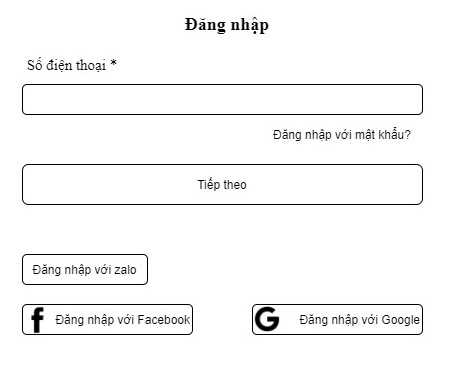 Đăng nhập
Số điện thoại *
Đăng nhập với mật khẩu?
Tiếp theo
Đăng nhập với zalo
Đăng nhập với Facebook
Đăng nhập với Google